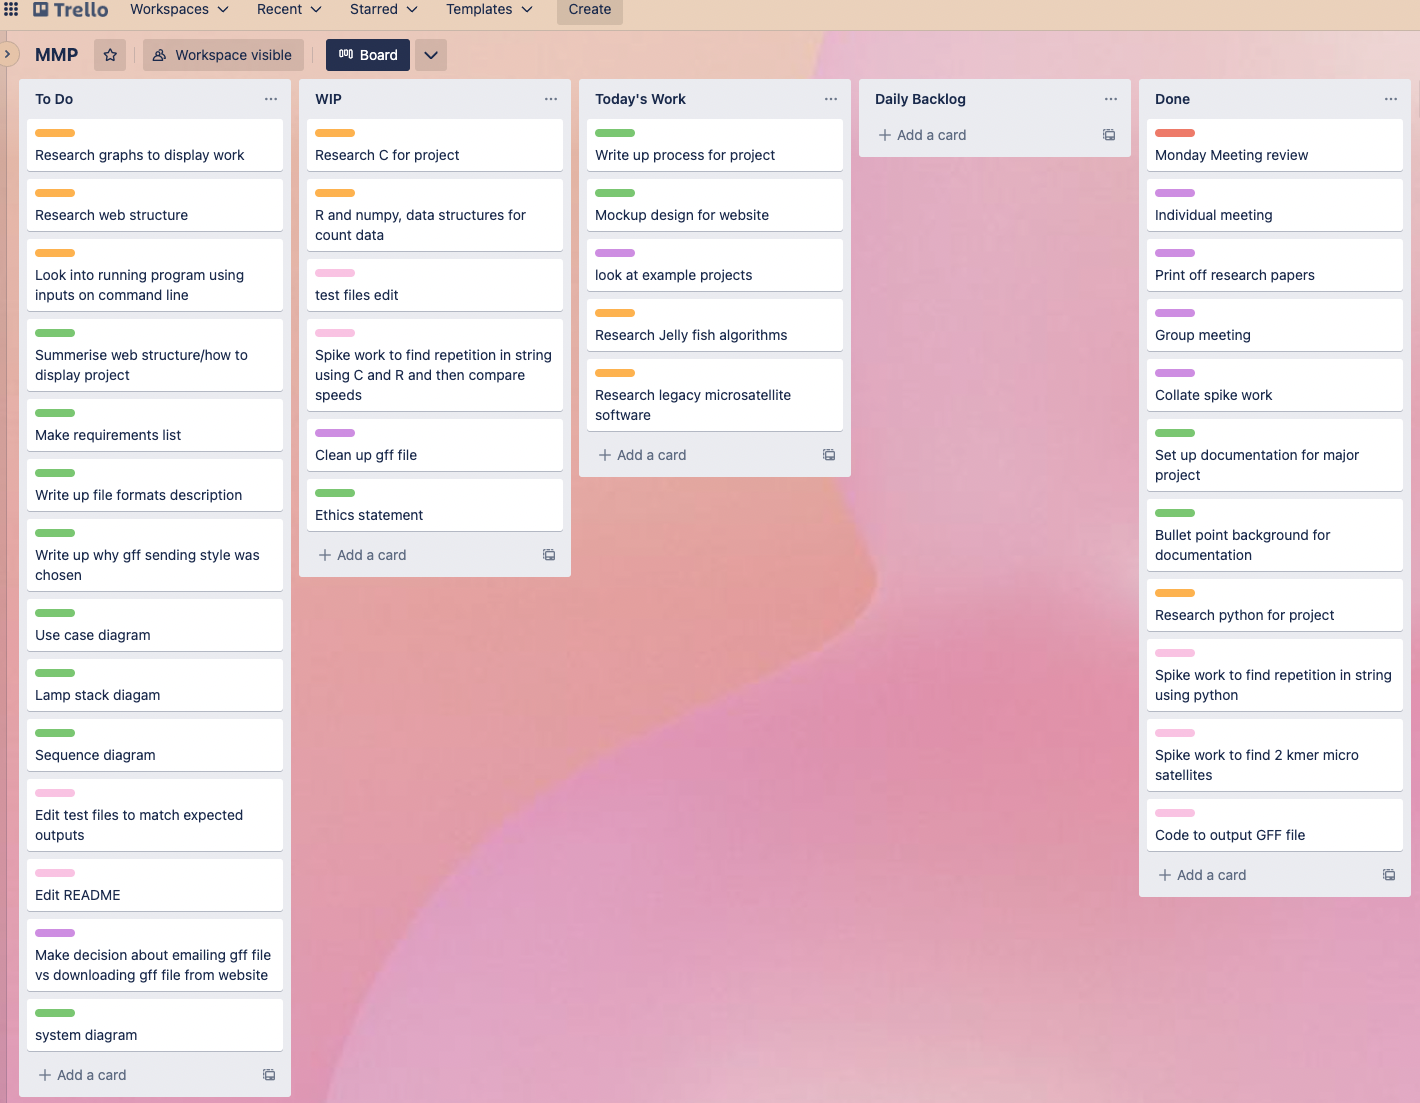 Trello
Workspaces
Recent
Starred
Templates
Create
MMP
Workspace visible
Board
To Do
Research graphs to display work
Research web structure
Look into running program using
inputs on command line
Summerise web structure/how to
display project
Make requirements list
Write up file formats description
Write up why gff sending style was
chosen
Use case diagram
Lamp stack diagam
Sequence diagram
Edit test files to match expected
outputs
Edit README
Make decision about emailing gff file
vs downloading gff file from website
system diagram
Add a card
WIP
Research C for project
R and numpy, data structures for
count data
test files edit
Spike work to find repetition in string
using C and R and then compare
speeds
Clean up gff file
Ethics statement
Add a card
Today's Work
Write up process for project
Mockup design for website
look at example projects
Research Jelly fish algorithms
Research legacy microsatellite
software
Add a card
Daily Backlog
Add a card
Done
Monday Meeting review
Individual meeting
Print off research papers
Group meeting
Collate spike work
Set up documentation for major
project
Bullet point background for
documentation
Research python for project
Spike work to find repetition in string
using python
Spike work to find 2 kmer micro
satellites
Code to output GFF file
Add a card